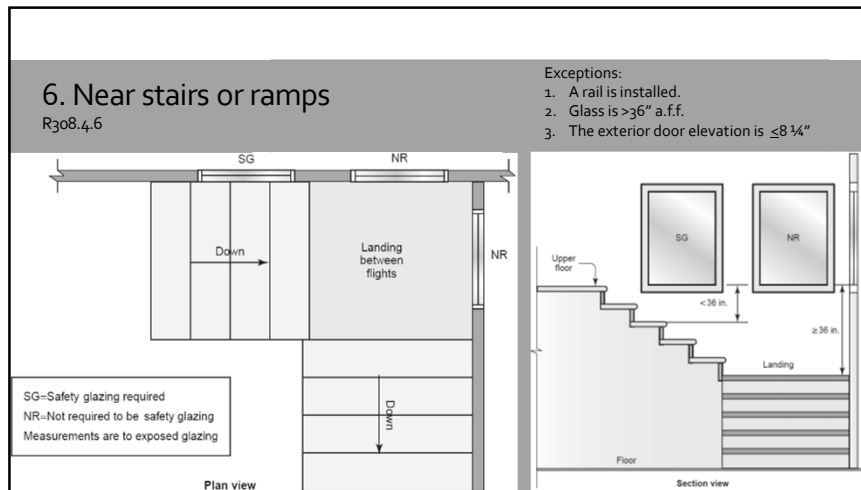 6. Near stairs or ramps
R308.4.6
Exceptions:
1. A rail is installed.
2. Glass is >36” a.f.f.
3. The exterior door elevation is ≤8 ¼”
SG
NR
Down
Landing
between
flights
NR
Down
SG=Safety glazing required
NR=Not required to be safety glazing
Measurements are to exposed glazing
Plan view
SG
NR
Upper
floor
<36 in.
≥36 in.
Landing
Floor
Section view